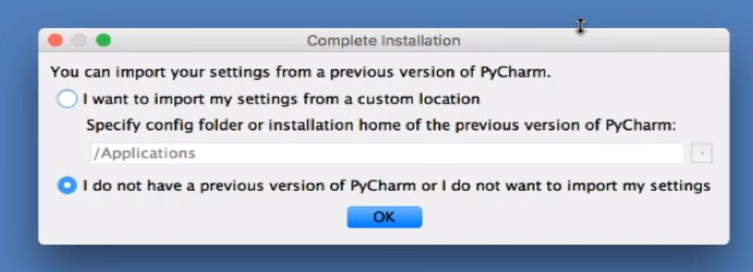 Complete Installation
You can import your settings from a previous version of PyCharm.
I want to import my settings from a custom location
Specify config folder or installation home of the previous version of PyCharm:
/Applications
I do not have a previous version of PyCharm or I do not want to import my settings
OK